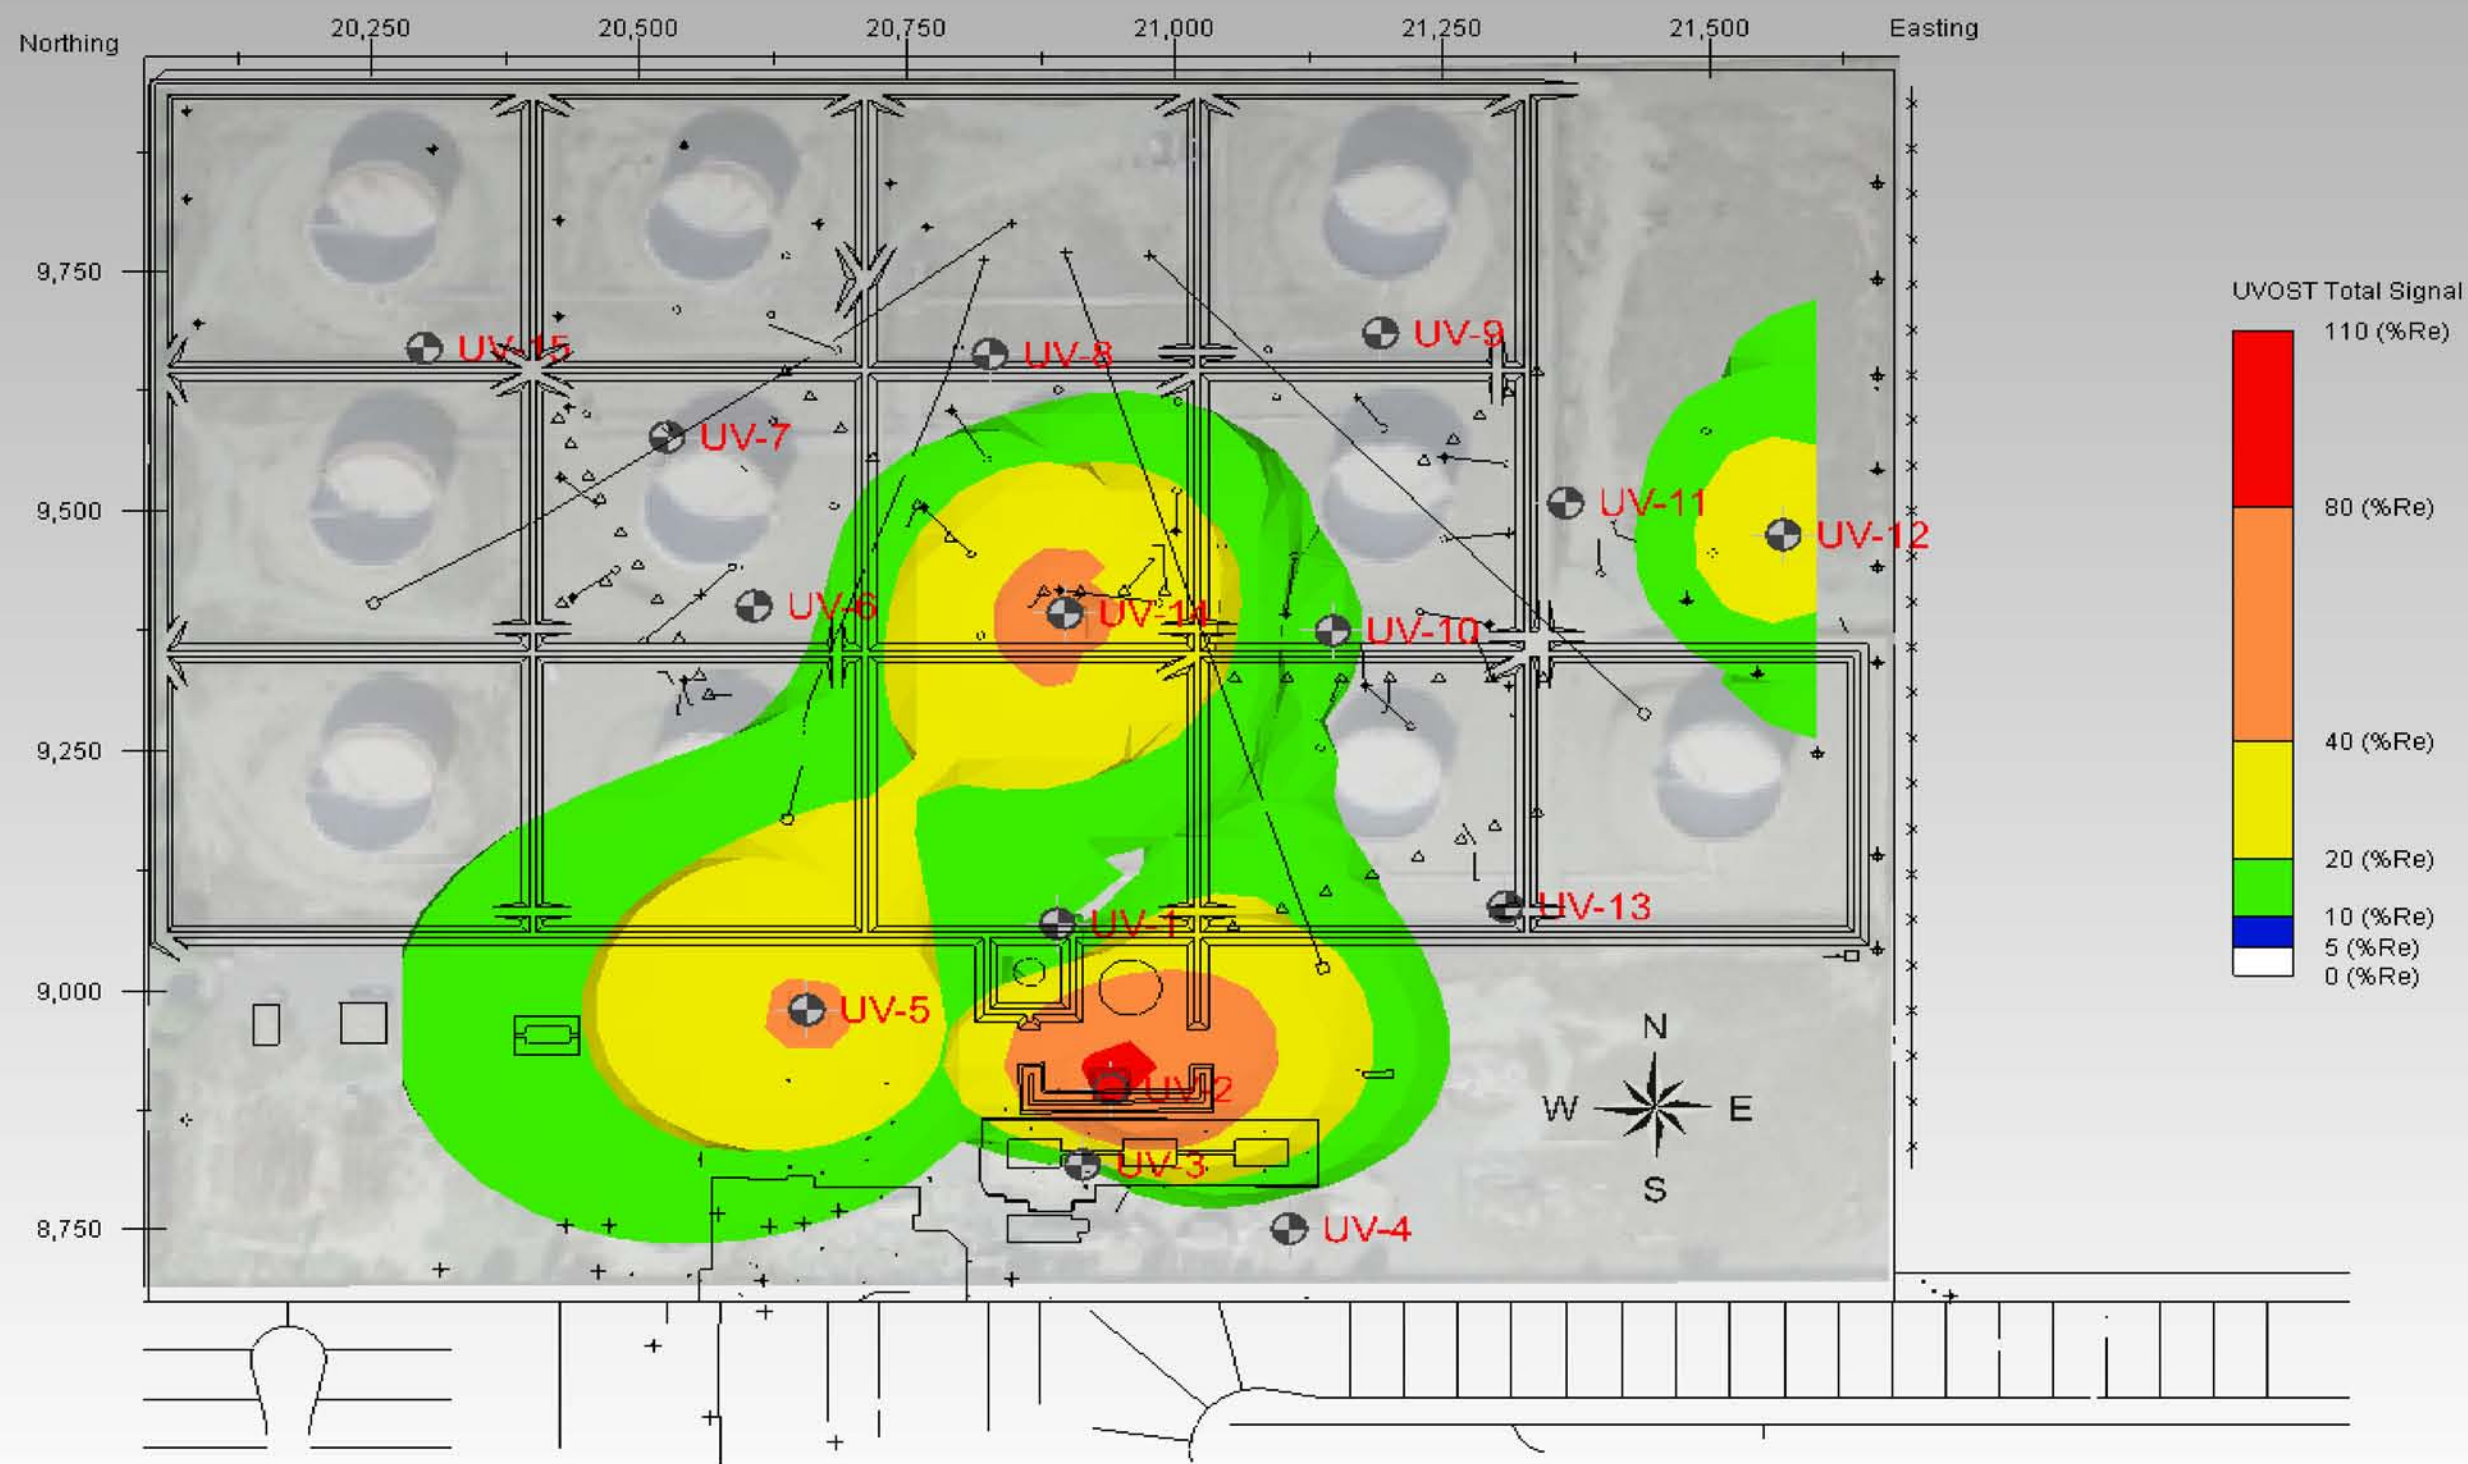 20,250 20,500 20,750 21,000 21,250 21,500 Easting
Northing
9,750
9,500
9,250
9,000
8,750
UV-15
UV-8
UV-9
UV-7
UV-11
UV-12
UV-6
UV-14
UV-10
UV-1
UV-13
UV-5
UV-2
UV-3
UV-4
N
W E
S
UVOST Total Signal
110 (%Re)
80 (%Re)
40 (%Re)
20 (%Re)
10 (%Re)
5 (%Re)
0 (%Re)